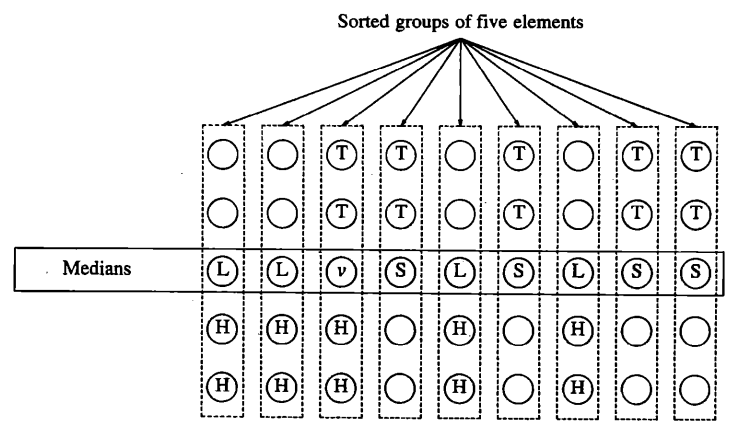 Sorted groups of five elements
T T T T T
T T T T T
Medians L L v S L S L S S
H H H H H
H H H H H